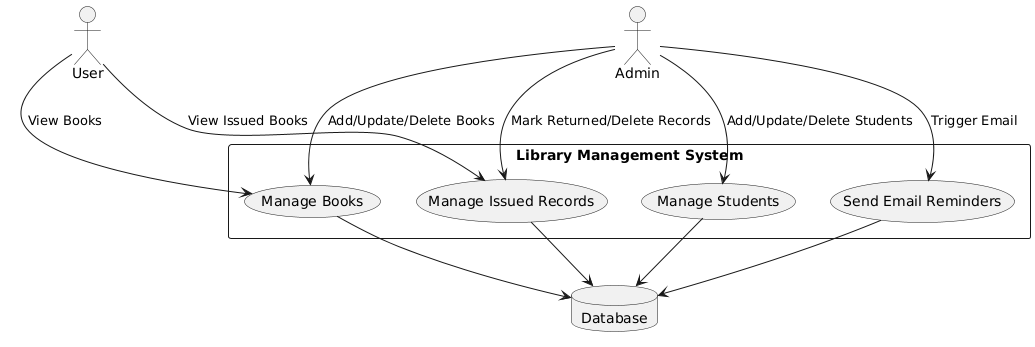 User
Admin
View Books
View Issued Books
Add/Update/Delete Books
Mark Returned/Delete Records
Add/Update/Delete Students
Trigger Email
Library Management System
Manage Books
Manage Issued Records
Manage Students
Send Email Reminders
Database